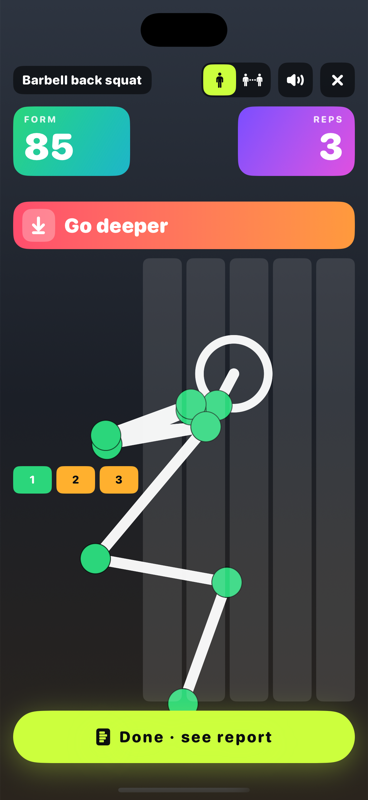 Barbell back squat
FORM
85
REPS
3
Go deeper
1 2 3
Done · see report